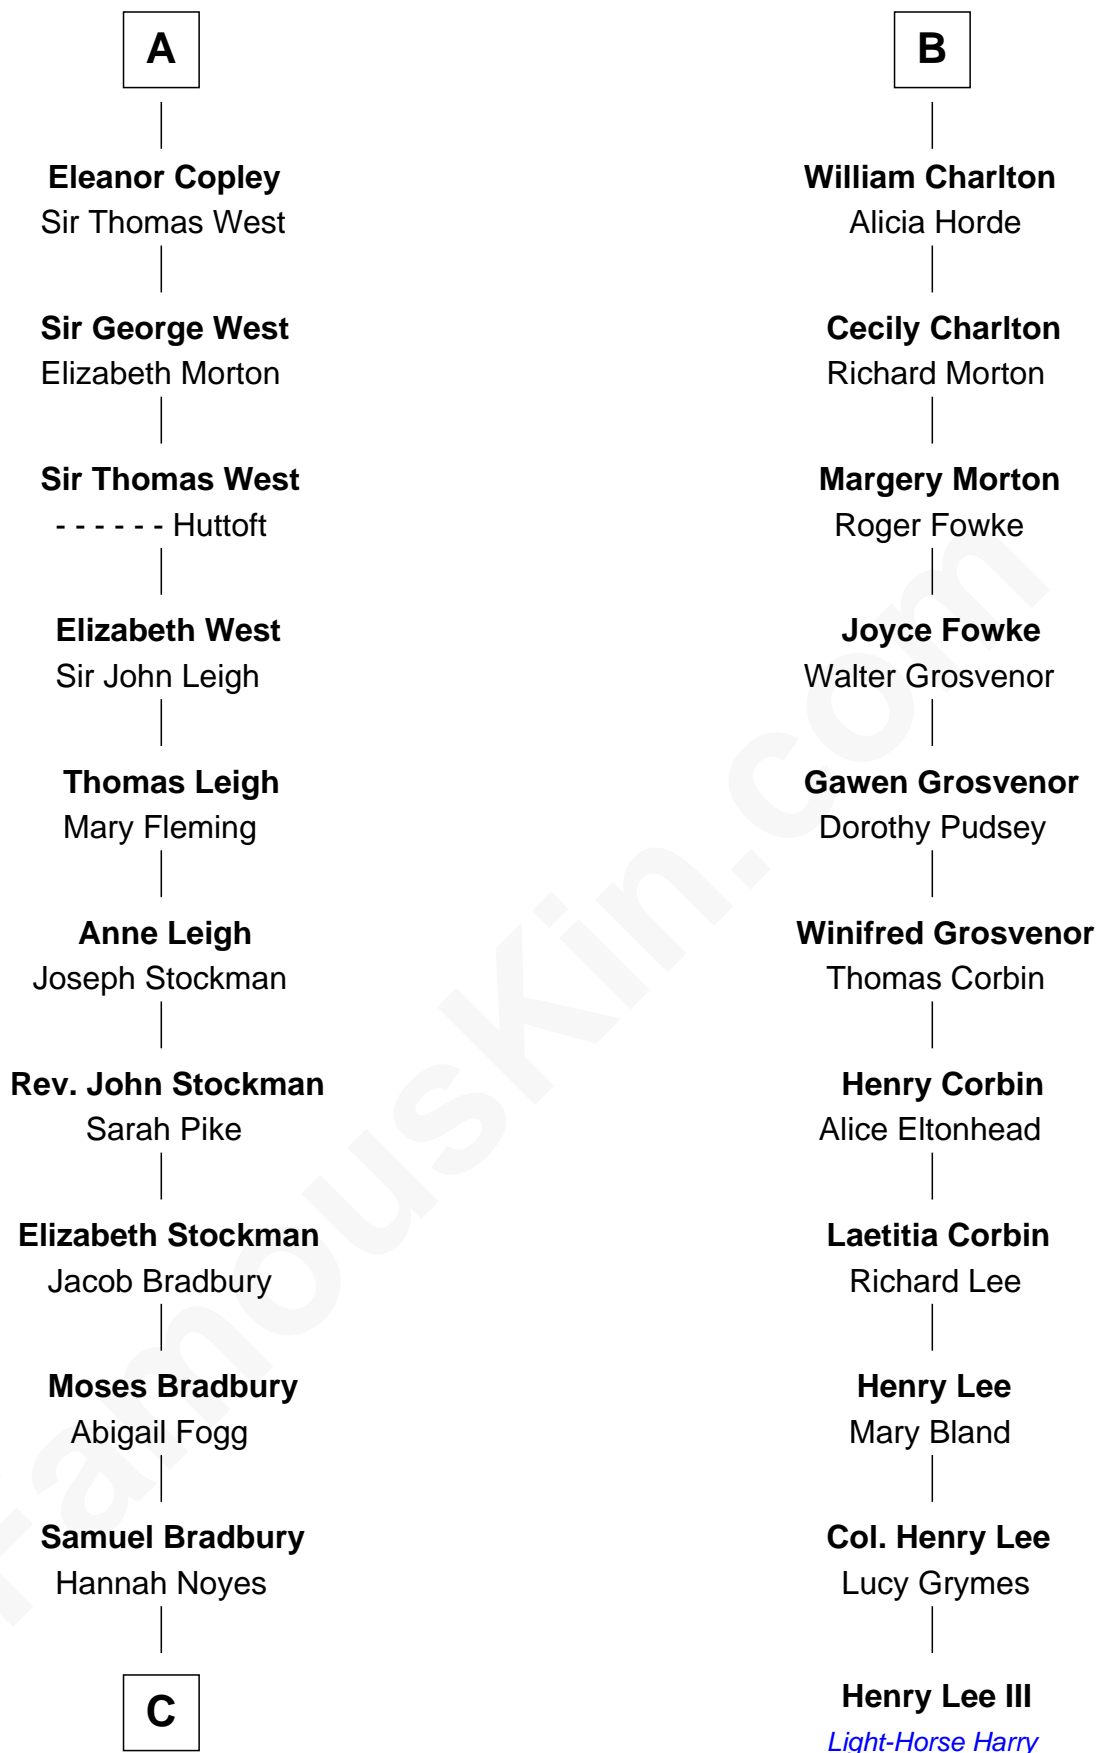 A
Eleanor Copley
Sir Thomas West
Sir George West
Elizabeth Morton
Sir Thomas West
- - - - - - Huttoft
Elizabeth West
Sir John Leigh
Thomas Leigh
Mary Fleming
Anne Leigh
Joseph Stockman
Rev. John Stockman
Sarah Pike
Elizabeth Stockman
Jacob Bradbury
Moses Bradbury
Abigail Fogg
Samuel Bradbury
Hannah Noyes
C
B
William Charlton
Alicia Horde
Cecily Charlton
Richard Morton
Margery Morton
Roger Fowke
Joyce Fowke
Walter Grosvenor
Gawen Grosvenor
Dorothy Pudsey
Winifred Grosvenor
Thomas Corbin
Henry Corbin
Alice Eltonhead
Laetitia Corbin
Richard Lee
Henry Lee
Mary Bland
Col. Henry Lee
Lucy Grymes
Henry Lee III
Light-Horse Harry
FamousKin.com